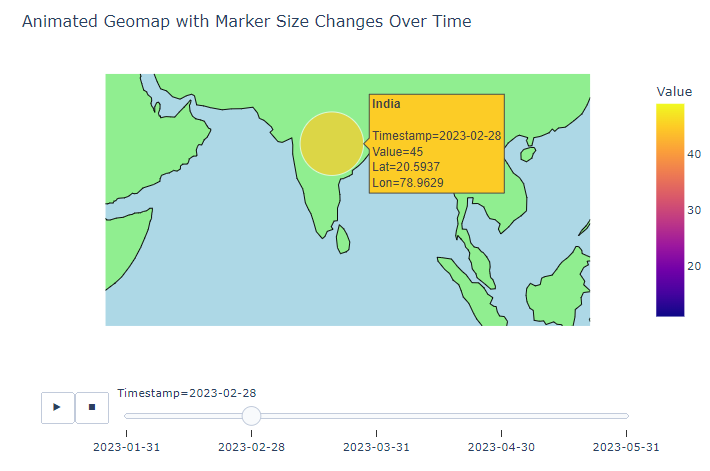 Animated Geomap with Marker Size Changes Over Time
Value
India
Timestamp=2023-02-28
Value=45
Lat=20.5937
Lon=78.9629
40
30
20
Timestamp=2023-02-28
2023-01-31
2023-02-28
2023-03-31
2023-04-30
2023-05-31